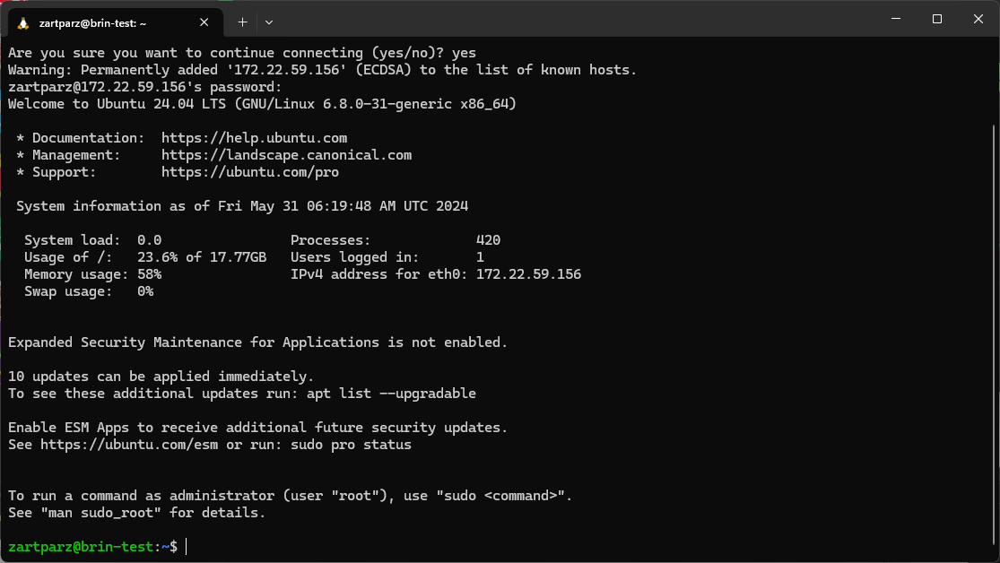 zartparz@brin-test: ~
Are you sure you want to continue connecting (yes/no)? yes
Warning: Permanently added '172.22.59.156' (ECDSA) to the list of known hosts.
zartparz@172.22.59.156's password:
Welcome to Ubuntu 24.04 LTS (GNU/Linux 6.8.0-31-generic x86_64)

 * Documentation:  https://help.ubuntu.com
 * Management:     https://landscape.canonical.com
 * Support:        https://ubuntu.com/pro

 System information as of Fri May 31 06:19:48 AM UTC 2024

  System load:  0.0                Processes:             420
  Usage of /:   23.6% of 17.77GB   Users logged in:       1
  Memory usage: 58%                IPv4 address for eth0: 172.22.59.156
  Swap usage:   0%

Expanded Security Maintenance for Applications is not enabled.

10 updates can be applied immediately.
To see these additional updates run: apt list --upgradable

Enable ESM Apps to receive additional future security updates.
See https://ubuntu.com/esm or run: sudo pro status

To run a command as administrator (user "root"), use "sudo <command>".
See "man sudo_root" for details.

zartparz@brin-test:~$